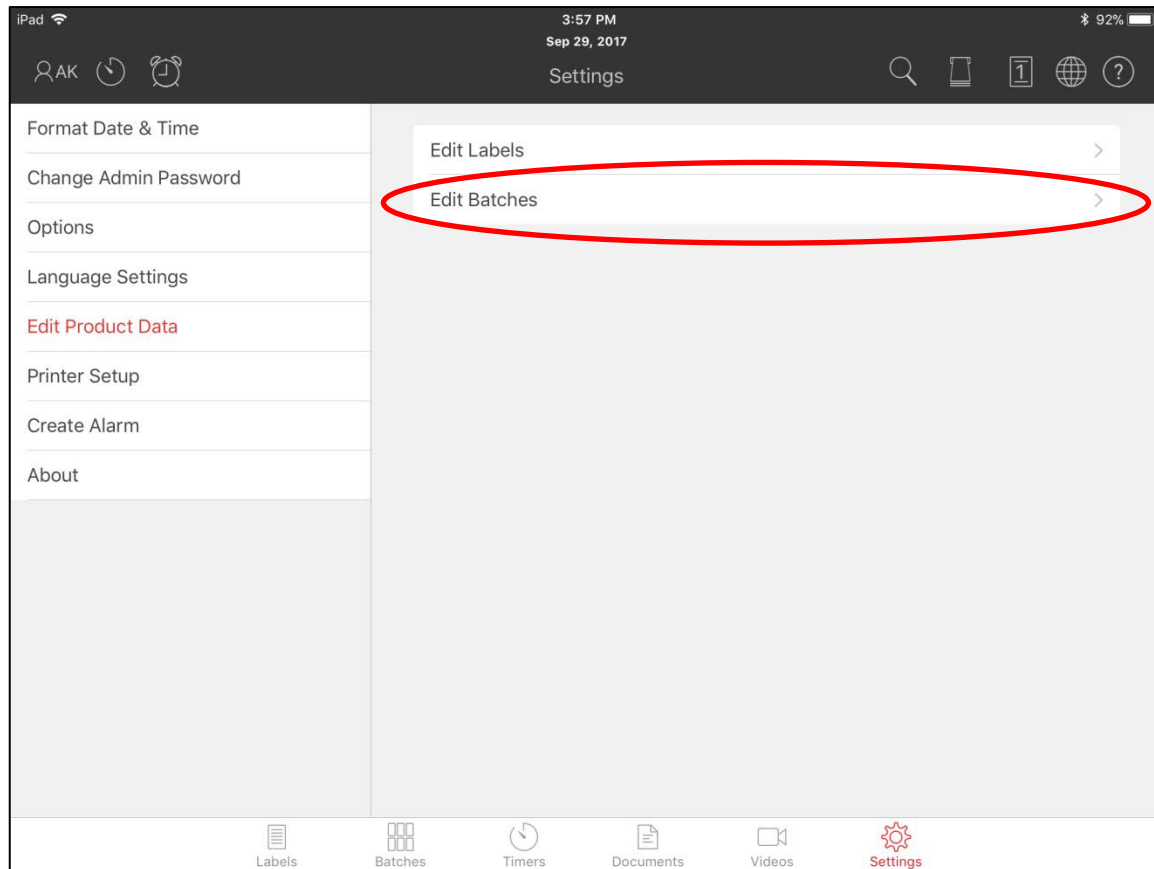 iPad 3:57 PM 92%
Sep 29, 2017
AK Settings 1 ?
Format Date & Time
Change Admin Password
Options
Language Settings
Edit Product Data
Printer Setup
Create Alarm
About
Edit Labels
Edit Batches
Labels Batches Timers Documents Videos Settings